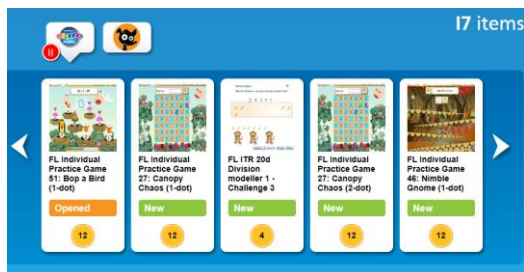 17 items
FL Individual
Practice Game
51: Bop a Bird
(1-dot)
Opened
12
FL Individual
Practice Game
27: Canopy
Chaos (1-dot)
New
12
FL ITR 20d
Division
modeller 1 -
Challenge 3
New
4
FL Individual
Practice Game
27: Canopy
Chaos (2-dot)
New
12
FL Individual
Practice Game
46: Nimble
Gnome (1-dot)
New
12